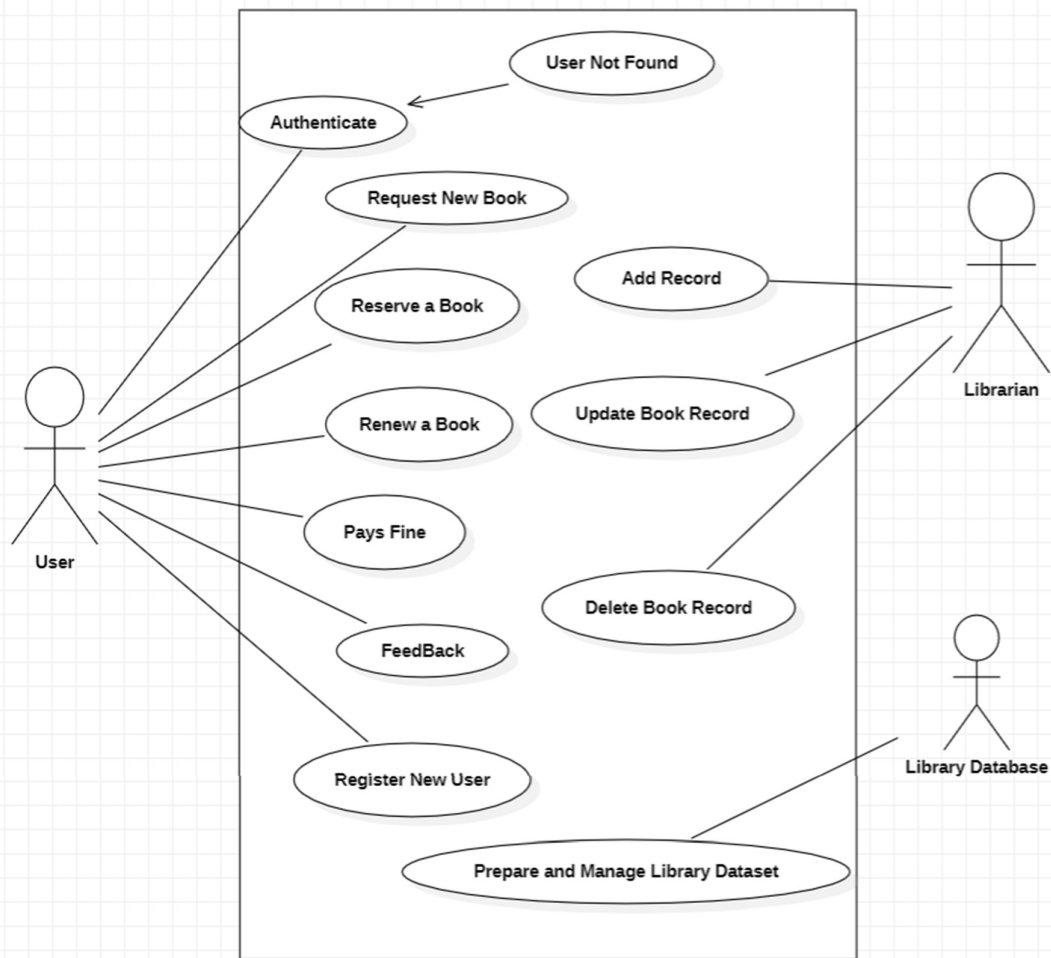 User Not Found
Authenticate
Request New Book
Add Record
Reserve a Book
Librarian
Update Book Record
Renew a Book
Pays Fine
User
Delete Book Record
FeedBack
Library Database
Register New User
Prepare and Manage Library Dataset